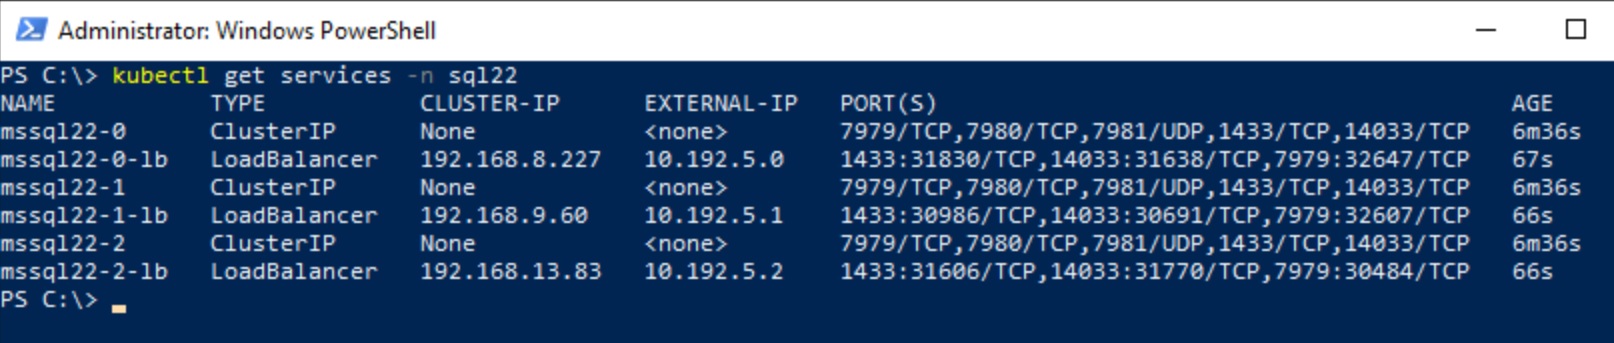 Administrator: Windows PowerShell
PS C:\> kubectl get services -n sql22
NAME TYPE CLUSTER-IP EXTERNAL-IP PORT(S) AGE
mssql22-0 ClusterIP None <none> 7979/TCP,7980/TCP,7981/UDP,1433/TCP,14033/TCP 6m36s
mssql22-0-lb LoadBalancer 192.168.8.227 10.192.5.0 1433:31830/TCP,14033:31638/TCP,7979:32647/TCP 67s
mssql22-1 ClusterIP None <none> 7979/TCP,7980/TCP,7981/UDP,1433/TCP,14033/TCP 6m36s
mssql22-1-lb LoadBalancer 192.168.9.60 10.192.5.1 1433:30986/TCP,14033:30691/TCP,7979:32607/TCP 66s
mssql22-2 ClusterIP None <none> 7979/TCP,7980/TCP,7981/UDP,1433/TCP,14033/TCP 6m36s
mssql22-2-lb LoadBalancer 192.168.13.83 10.192.5.2 1433:31606/TCP,14033:31770/TCP,7979:30484/TCP 66s
PS C:\>